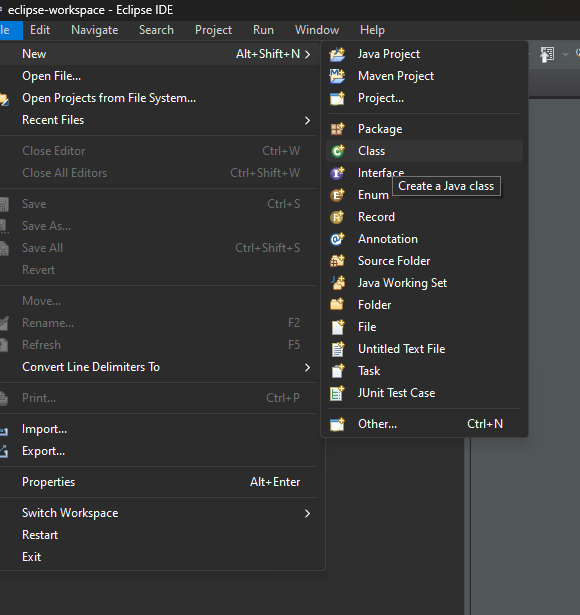 eclipse-workspace - Eclipse IDE
le Edit Navigate Search Project Run Window Help
New Alt+Shift+N
Open File...
Open Projects from File System...
Recent Files
Close Editor Ctrl+W
Close All Editors Ctrl+Shift+W
Save Ctrl+S
Save As...
Save All Ctrl+Shift+S
Revert
Move...
Rename... F2
Refresh F5
Convert Line Delimiters To
Print... Ctrl+P
Import...
Export...
Properties Alt+Enter
Switch Workspace
Restart
Exit
Java Project
Maven Project
Project...
Package
Class
Interface
Create a Java class
Enum
Record
Annotation
Source Folder
Java Working Set
Folder
File
Untitled Text File
Task
JUnit Test Case
Other... Ctrl+N